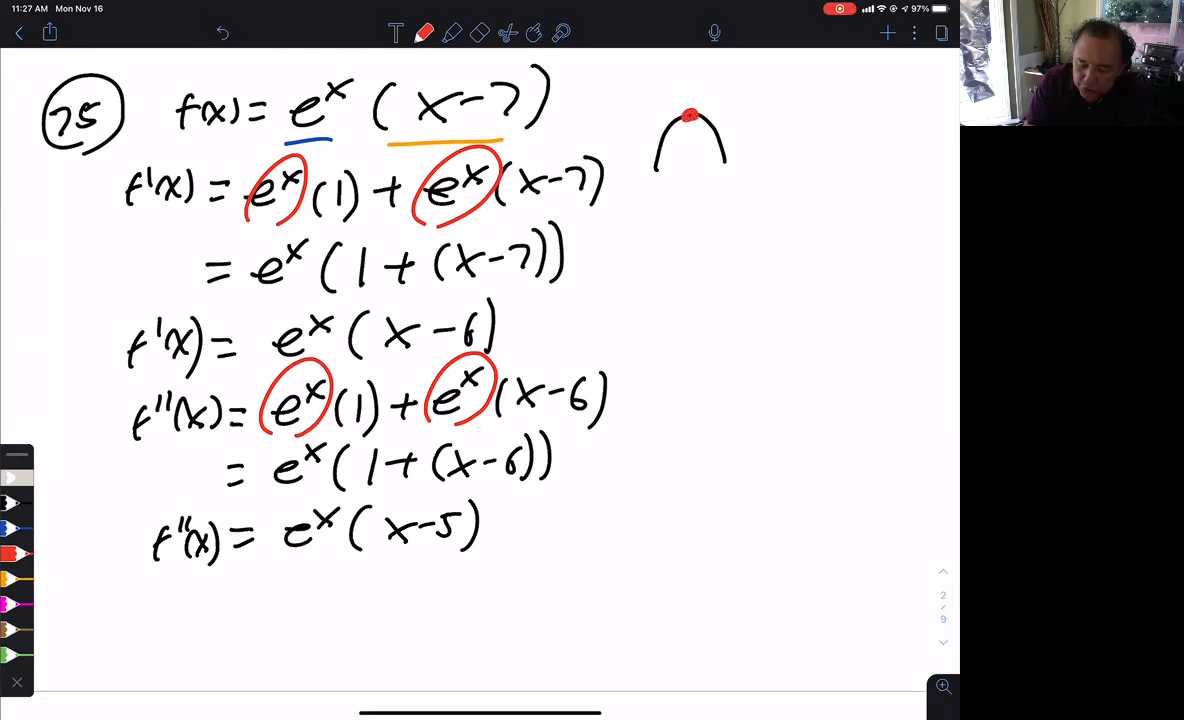 11:27 AM Mon Nov 16
97%
75 f(x) = e^x (x-7)
f'(x) = e^x (1) + e^x (x-7)
= e^x (1 + (x-7))
f'(x) = e^x (x-6)
f''(x) = e^x (1) + e^x (x-6)
= e^x (1 + (x-6))
f''(x) = e^x (x-5)
2
/
9